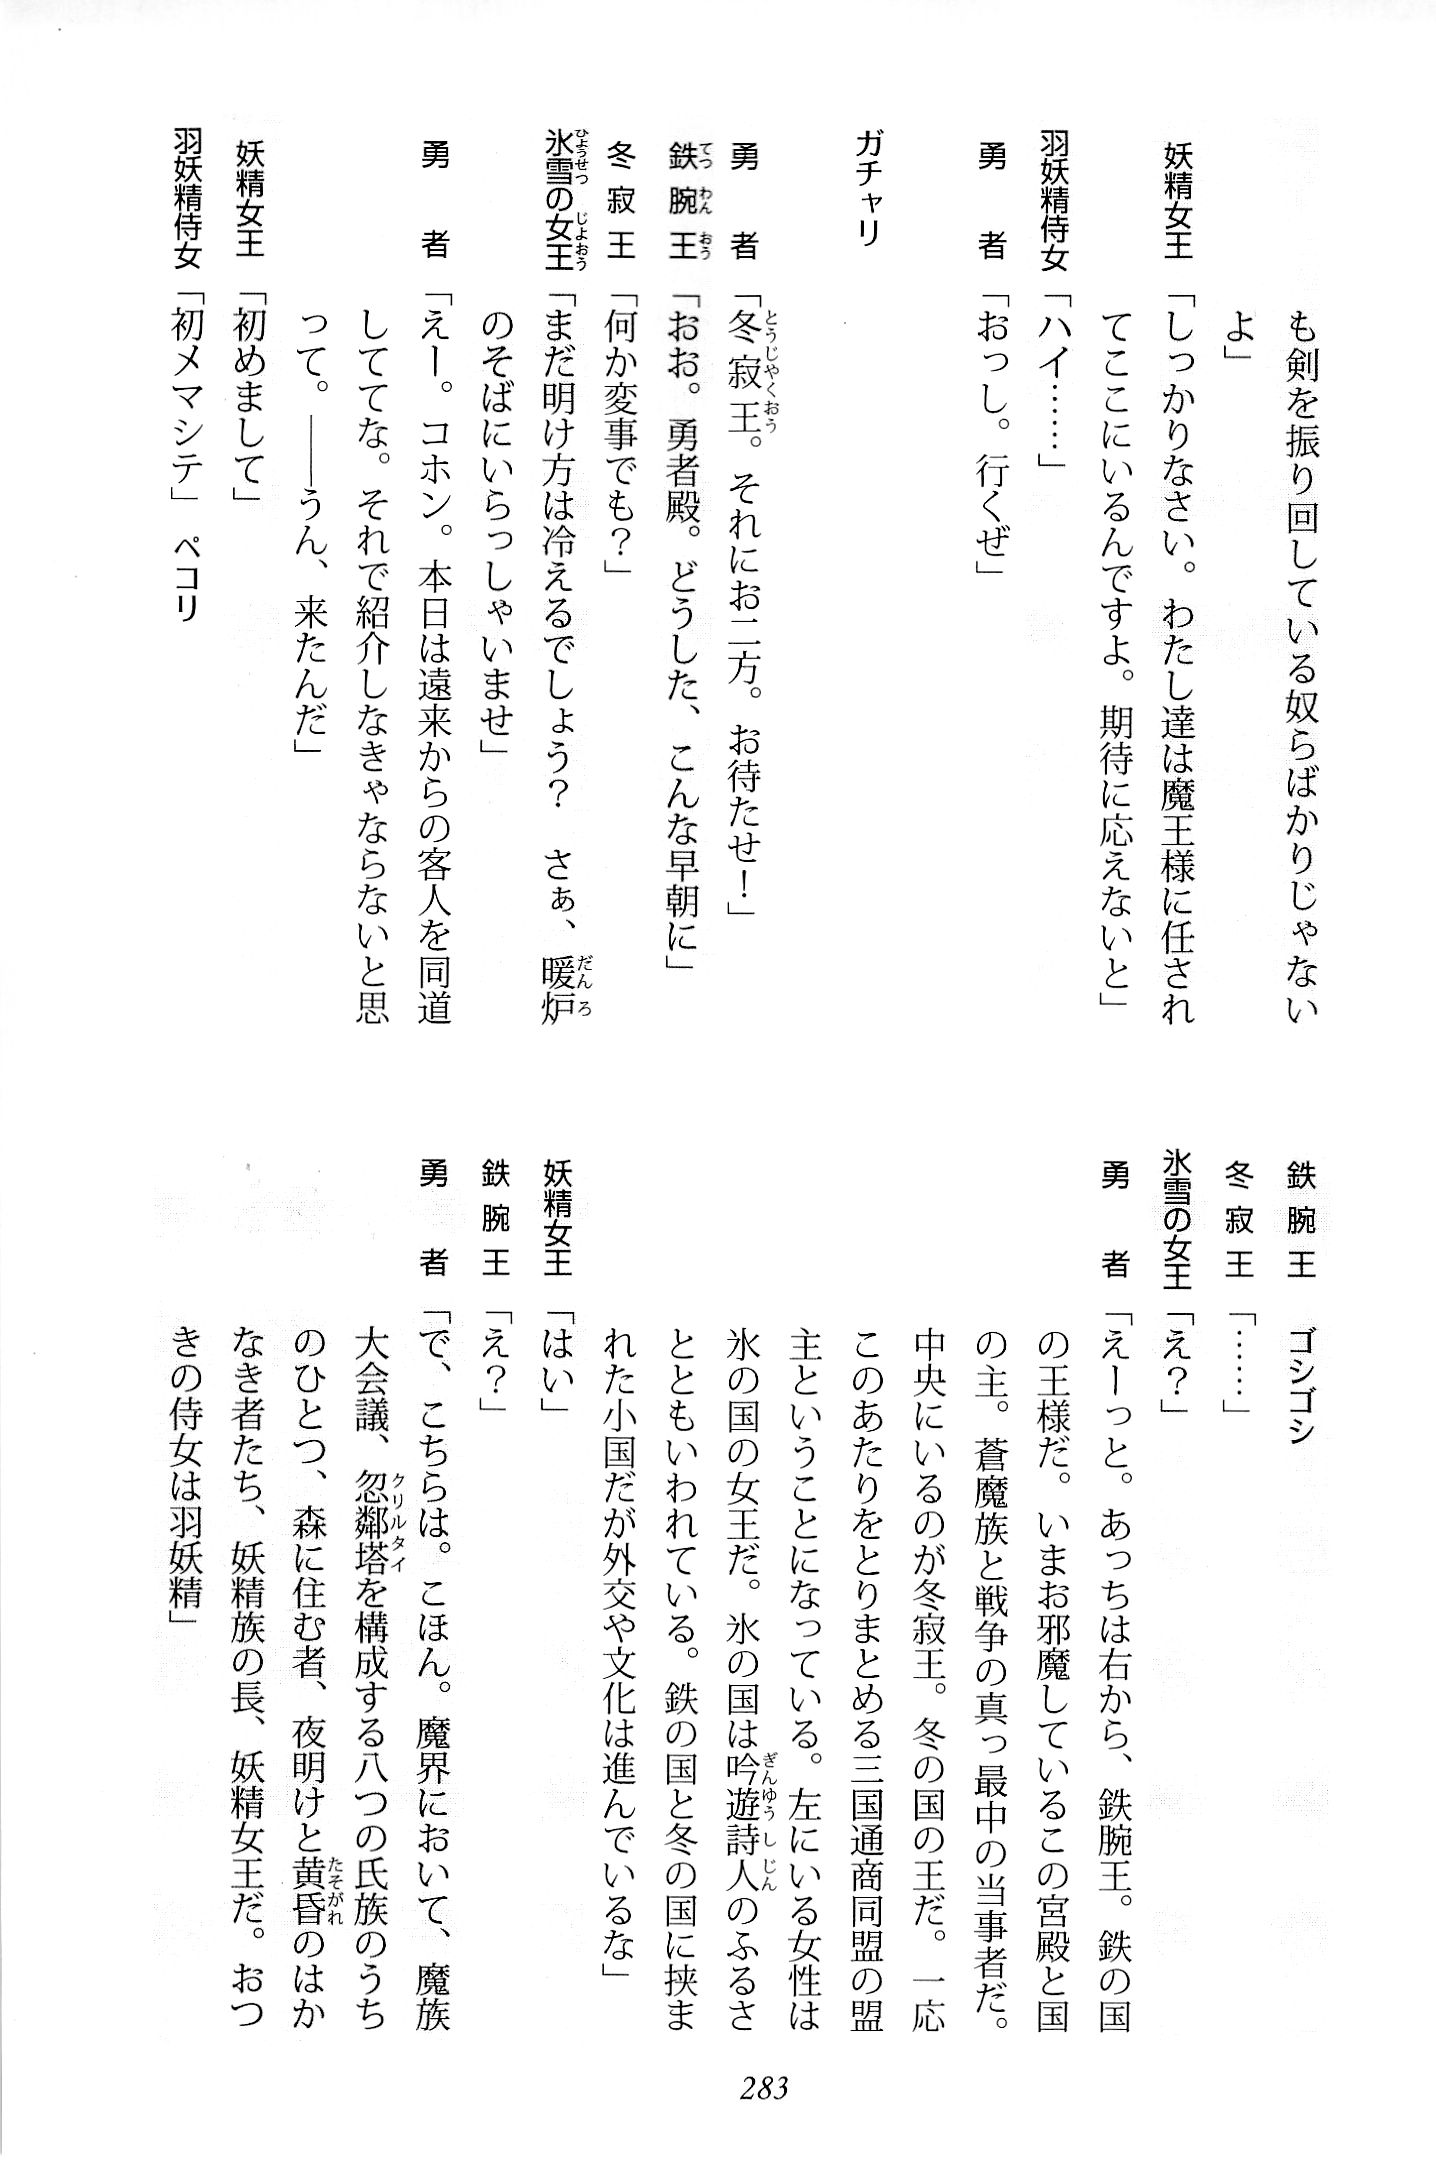 も剣を振り回している奴らばかりじゃない
よ」
妖精女王「しっかりなさい。わたし達は魔王様に任され
てここにいるんですよ。期待に応えないと」
羽妖精侍女「ハイ……」
勇者「おっし。行くぜ」
ガチャリ
勇者「冬寂王。それにお二方。お待たせ！」
鉄腕王「おお。勇者殿。どうした、こんな早朝に」
冬寂王「何か変事でも？」
氷雪の女王「まだ明け方は冷えるでしょう？　さぁ、暖炉
のそばにいらっしゃいませ」
勇者「えー。コホン。本日は遠来からの客人を同道
しててな。それで紹介しなきゃならないと思
って。――うん、来たんだ」
妖精女王「初めまして」
羽妖精侍女「初メマシテ」ペコリ
鉄腕王　ゴシゴシ
冬寂王「……」
氷雪の女王「え？」
勇者「えーっと。あっちは右から、鉄腕王。鉄の国
の王様だ。いまお邪魔しているこの宮殿と国
の主。蒼魔族と戦争の真っ最中の当事者だ。
中央にいるのが冬寂王。冬の国の王だ。一応
このあたりをとりまとめる三国通商同盟の盟
主ということになっている。左にいる女性は
氷の国の女王だ。氷の国は吟遊詩人のふるさ
とともいわれている。鉄の国と冬の国に挟ま
れた小国だが外交や文化は進んでいるな」
妖精女王「はい」
鉄腕王「え？」
勇者「で、こちらは。こほん。魔界において、魔族
大会議、忽鄰塔を構成する八つの氏族のうち
のひとつ、森に住む者、夜明けと黄昏のはか
なき者たち、妖精族の長、妖精女王だ。おつ
きの侍女は羽妖精」
283